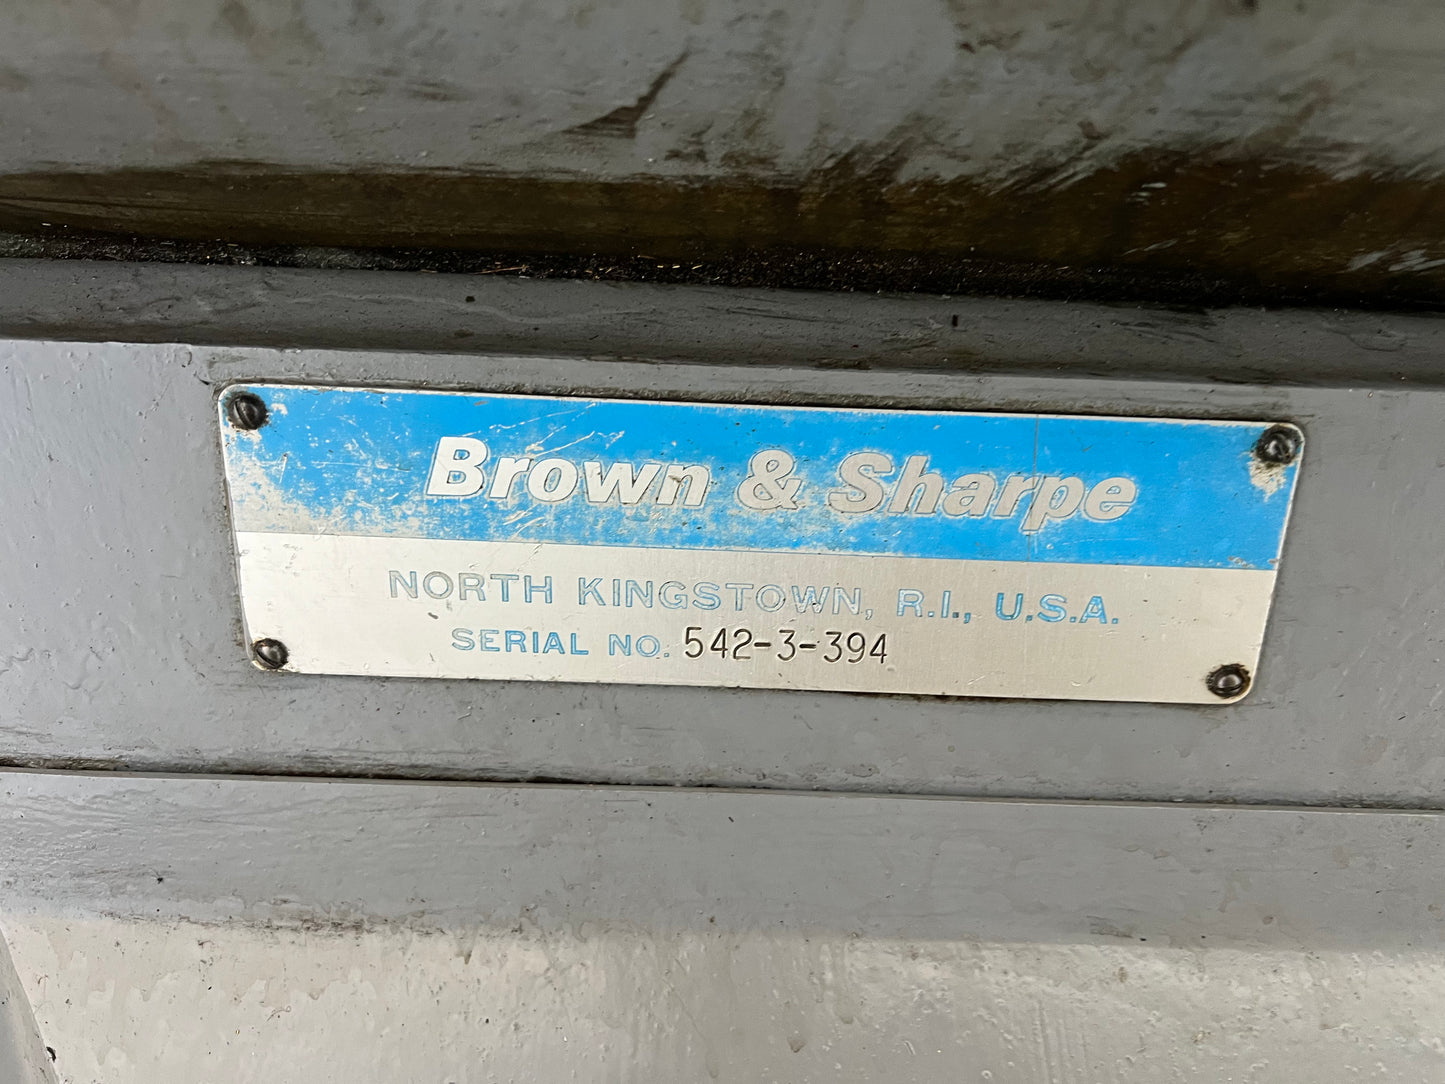 Brown & Sharpe
NORTH KINGSTOWN, R.I., U.S.A.
SERIAL NO. 542-3-394